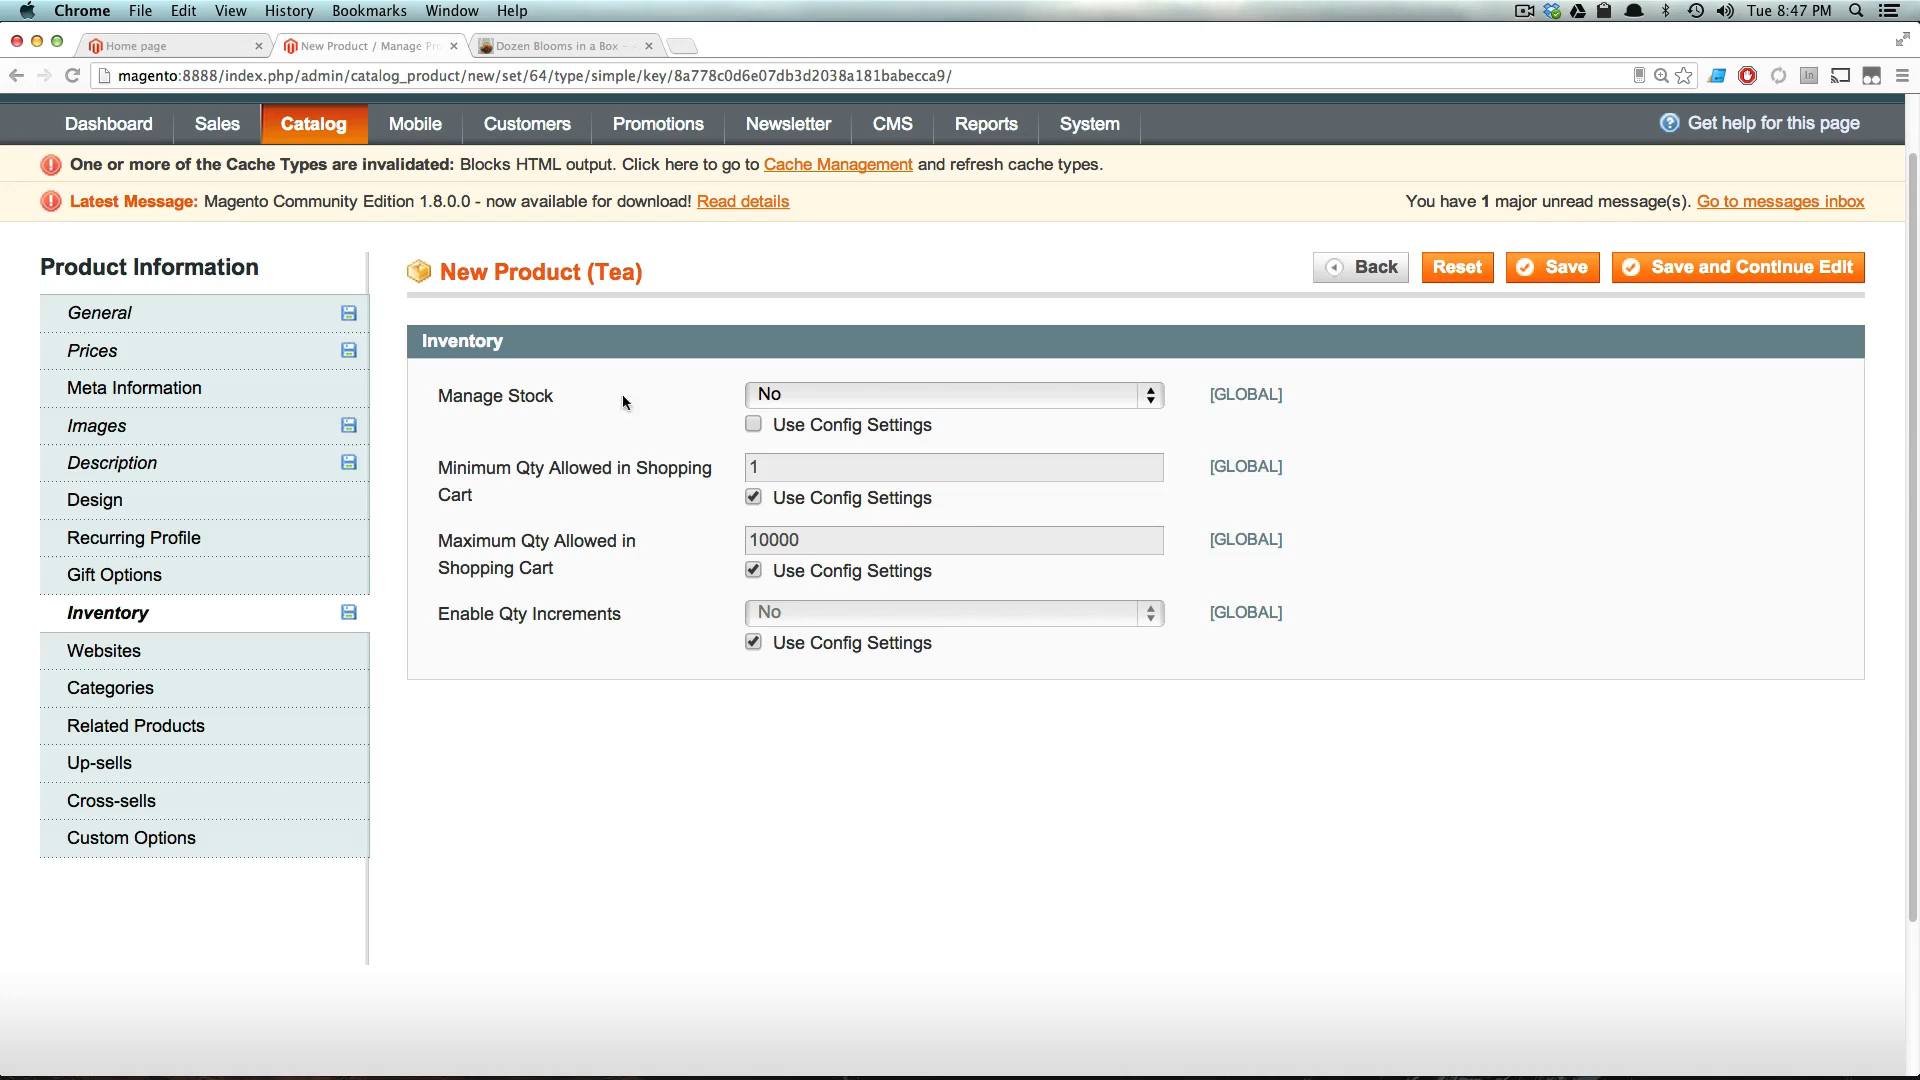 Chrome File Edit View History Bookmarks Window Help Tue 8:47 PM
Home page New Product / Manage Pr Dozen Blooms in a Box -
magento:8888/index.php/admin/catalog_product/new/set/64/type/simple/key/8a778c0d6e07db3d2038a181babecca9/
Dashboard Sales Catalog Mobile Customers Promotions Newsletter CMS Reports System Get help for this page
One or more of the Cache Types are invalidated: Blocks HTML output. Click here to go to Cache Management and refresh cache types.
Latest Message: Magento Community Edition 1.8.0.0 - now available for download! Read details You have 1 major unread message(s). Go to messages inbox
Product Information
General
Prices
Meta Information
Images
Description
Design
Recurring Profile
Gift Options
Inventory
Websites
Categories
Related Products
Up-sells
Cross-sells
Custom Options
New Product (Tea)
Back Reset Save Save and Continue Edit
Inventory
Manage Stock No [GLOBAL]
Use Config Settings
Minimum Qty Allowed in Shopping 1 [GLOBAL]
Cart Use Config Settings
Maximum Qty Allowed in 10000 [GLOBAL]
Shopping Cart Use Config Settings
Enable Qty Increments No [GLOBAL]
Use Config Settings